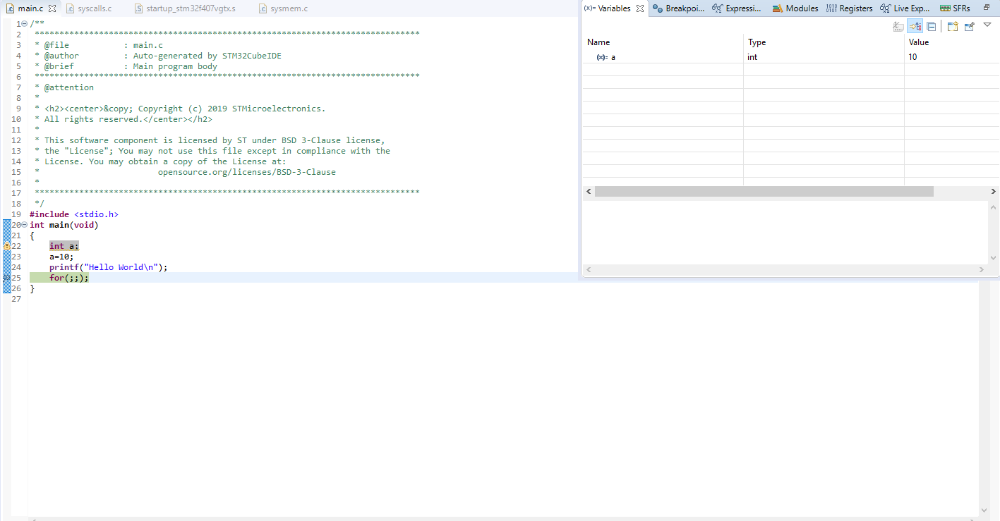 main.c
syscalls.c
startup_stm32f407vgtx.s
sysmem.c
1 /**
2 ******************************************************************************
3 * @file           : main.c
4 * @author         : Auto-generated by STM32CubeIDE
5 * @brief          : Main program body
6 ******************************************************************************
7 * @attention
8 *
9 * <h2><center>&copy; Copyright (c) 2019 STMicroelectronics.
10 * All rights reserved.</center></h2>
11 *
12 * This software component is licensed by ST under BSD 3-Clause license,
13 * the "License"; You may not use this file except in compliance with the
14 * License. You may obtain a copy of the License at:
15 *                        opensource.org/licenses/BSD-3-Clause
16 *
17 ******************************************************************************
18 */
19 #include <stdio.h>
20 int main(void)
21 {
22     int a;
23     a=10;
24     printf("Hello World\n");
25     for(;;);
26 }
27
(x)= Variables
Breakpoi...
Expressi...
Modules
1010 0101 Registers
Live Exp...
SFRs
Name Type Value
(x)= a int 10